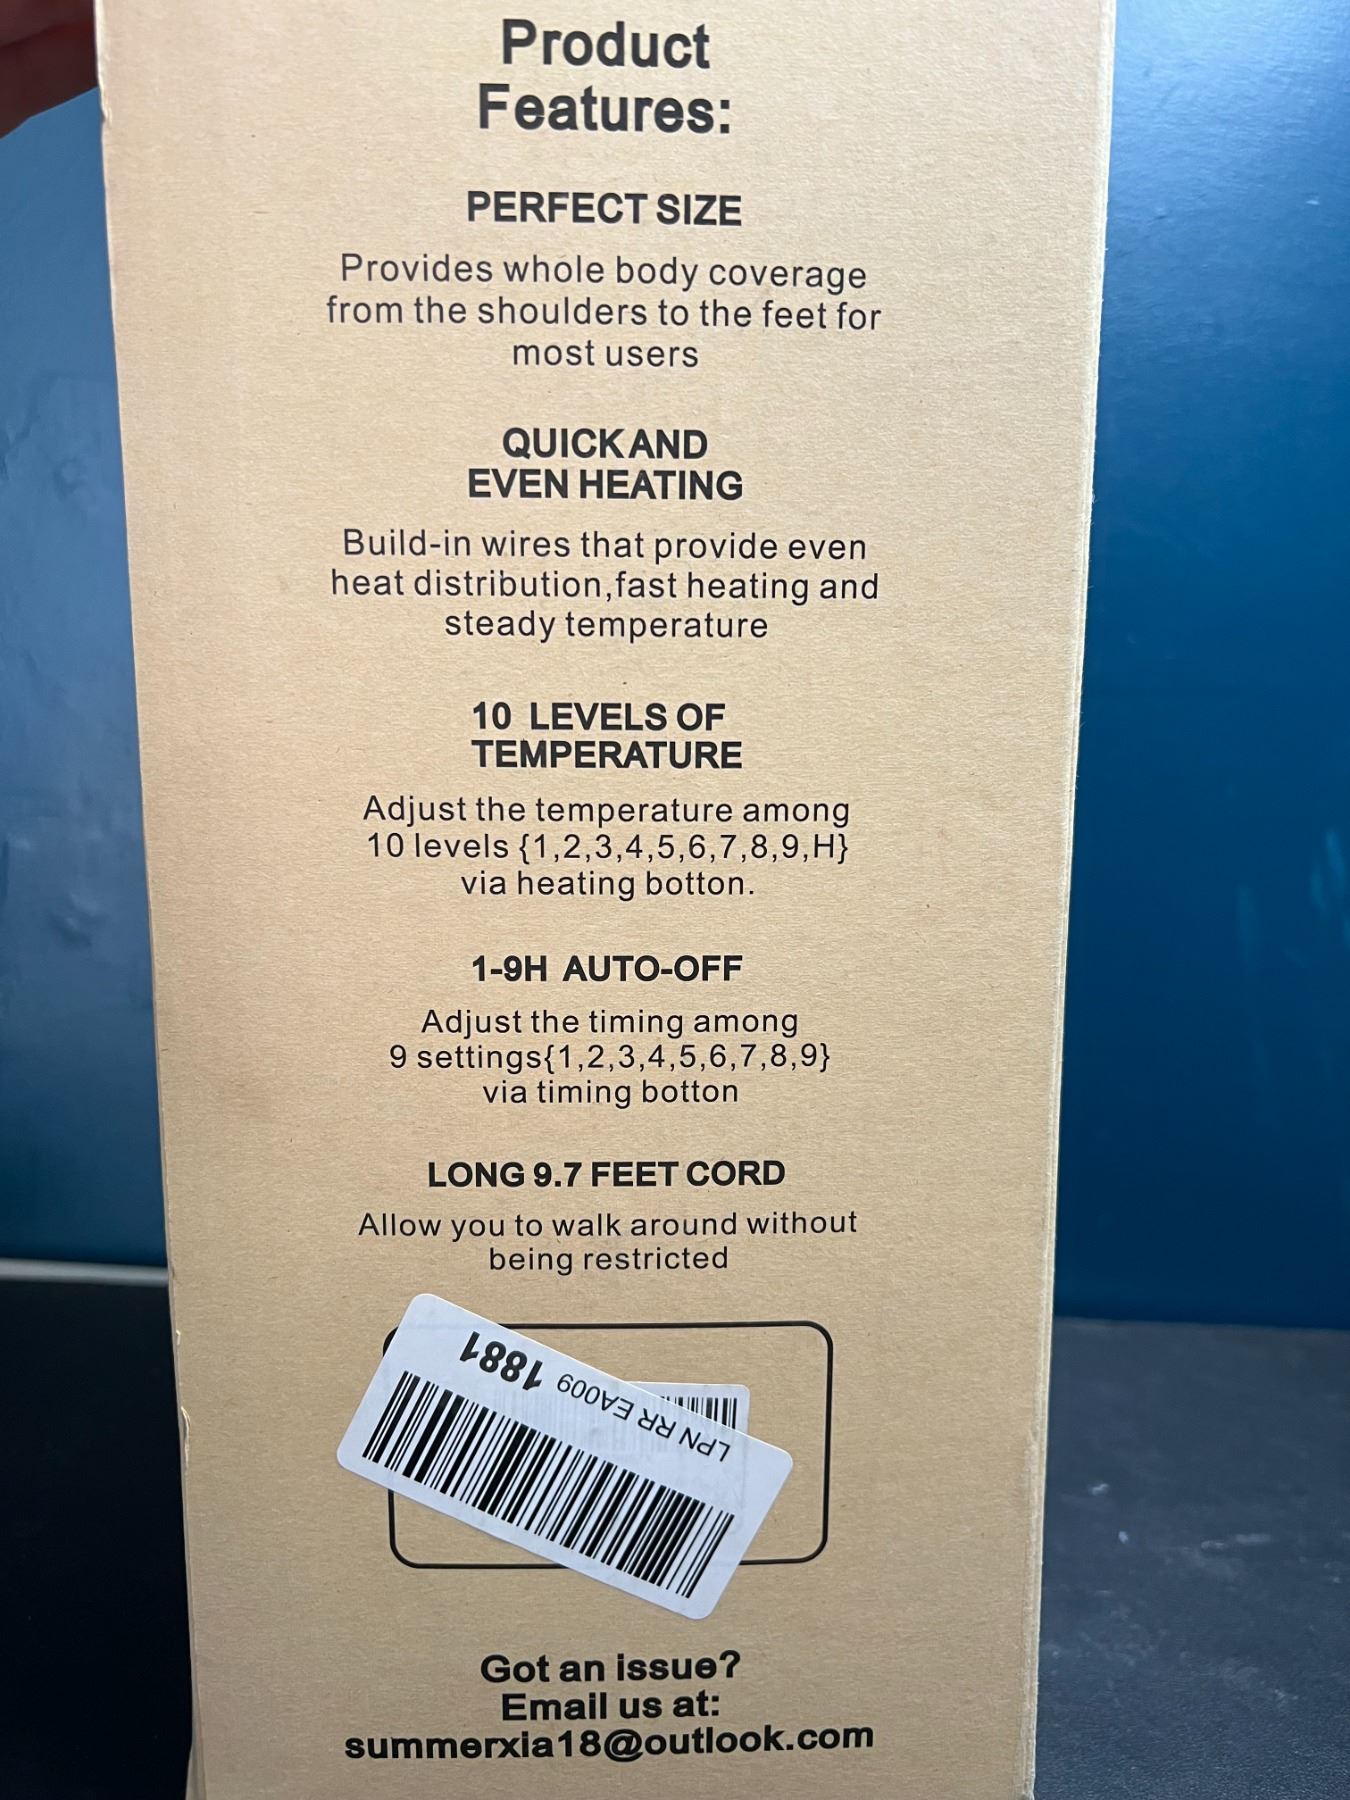 Product
Features:
PERFECT SIZE
Provides whole body coverage
from the shoulders to the feet for
most users
QUICK AND
EVEN HEATING
Build-in wires that provide even
heat distribution,fast heating and
steady temperature
10 LEVELS OF
TEMPERATURE
Adjust the temperature among
10 levels {1,2,3,4,5,6,7,8,9,H}
via heating botton.
1-9H AUTO-OFF
Adjust the timing among
9 settings{1,2,3,4,5,6,7,8,9}
via timing botton
LONG 9.7 FEET CORD
Allow you to walk around without
being restricted
LPN RR EA009 1881
Got an issue?
Email us at:
summerxia18@outlook.com